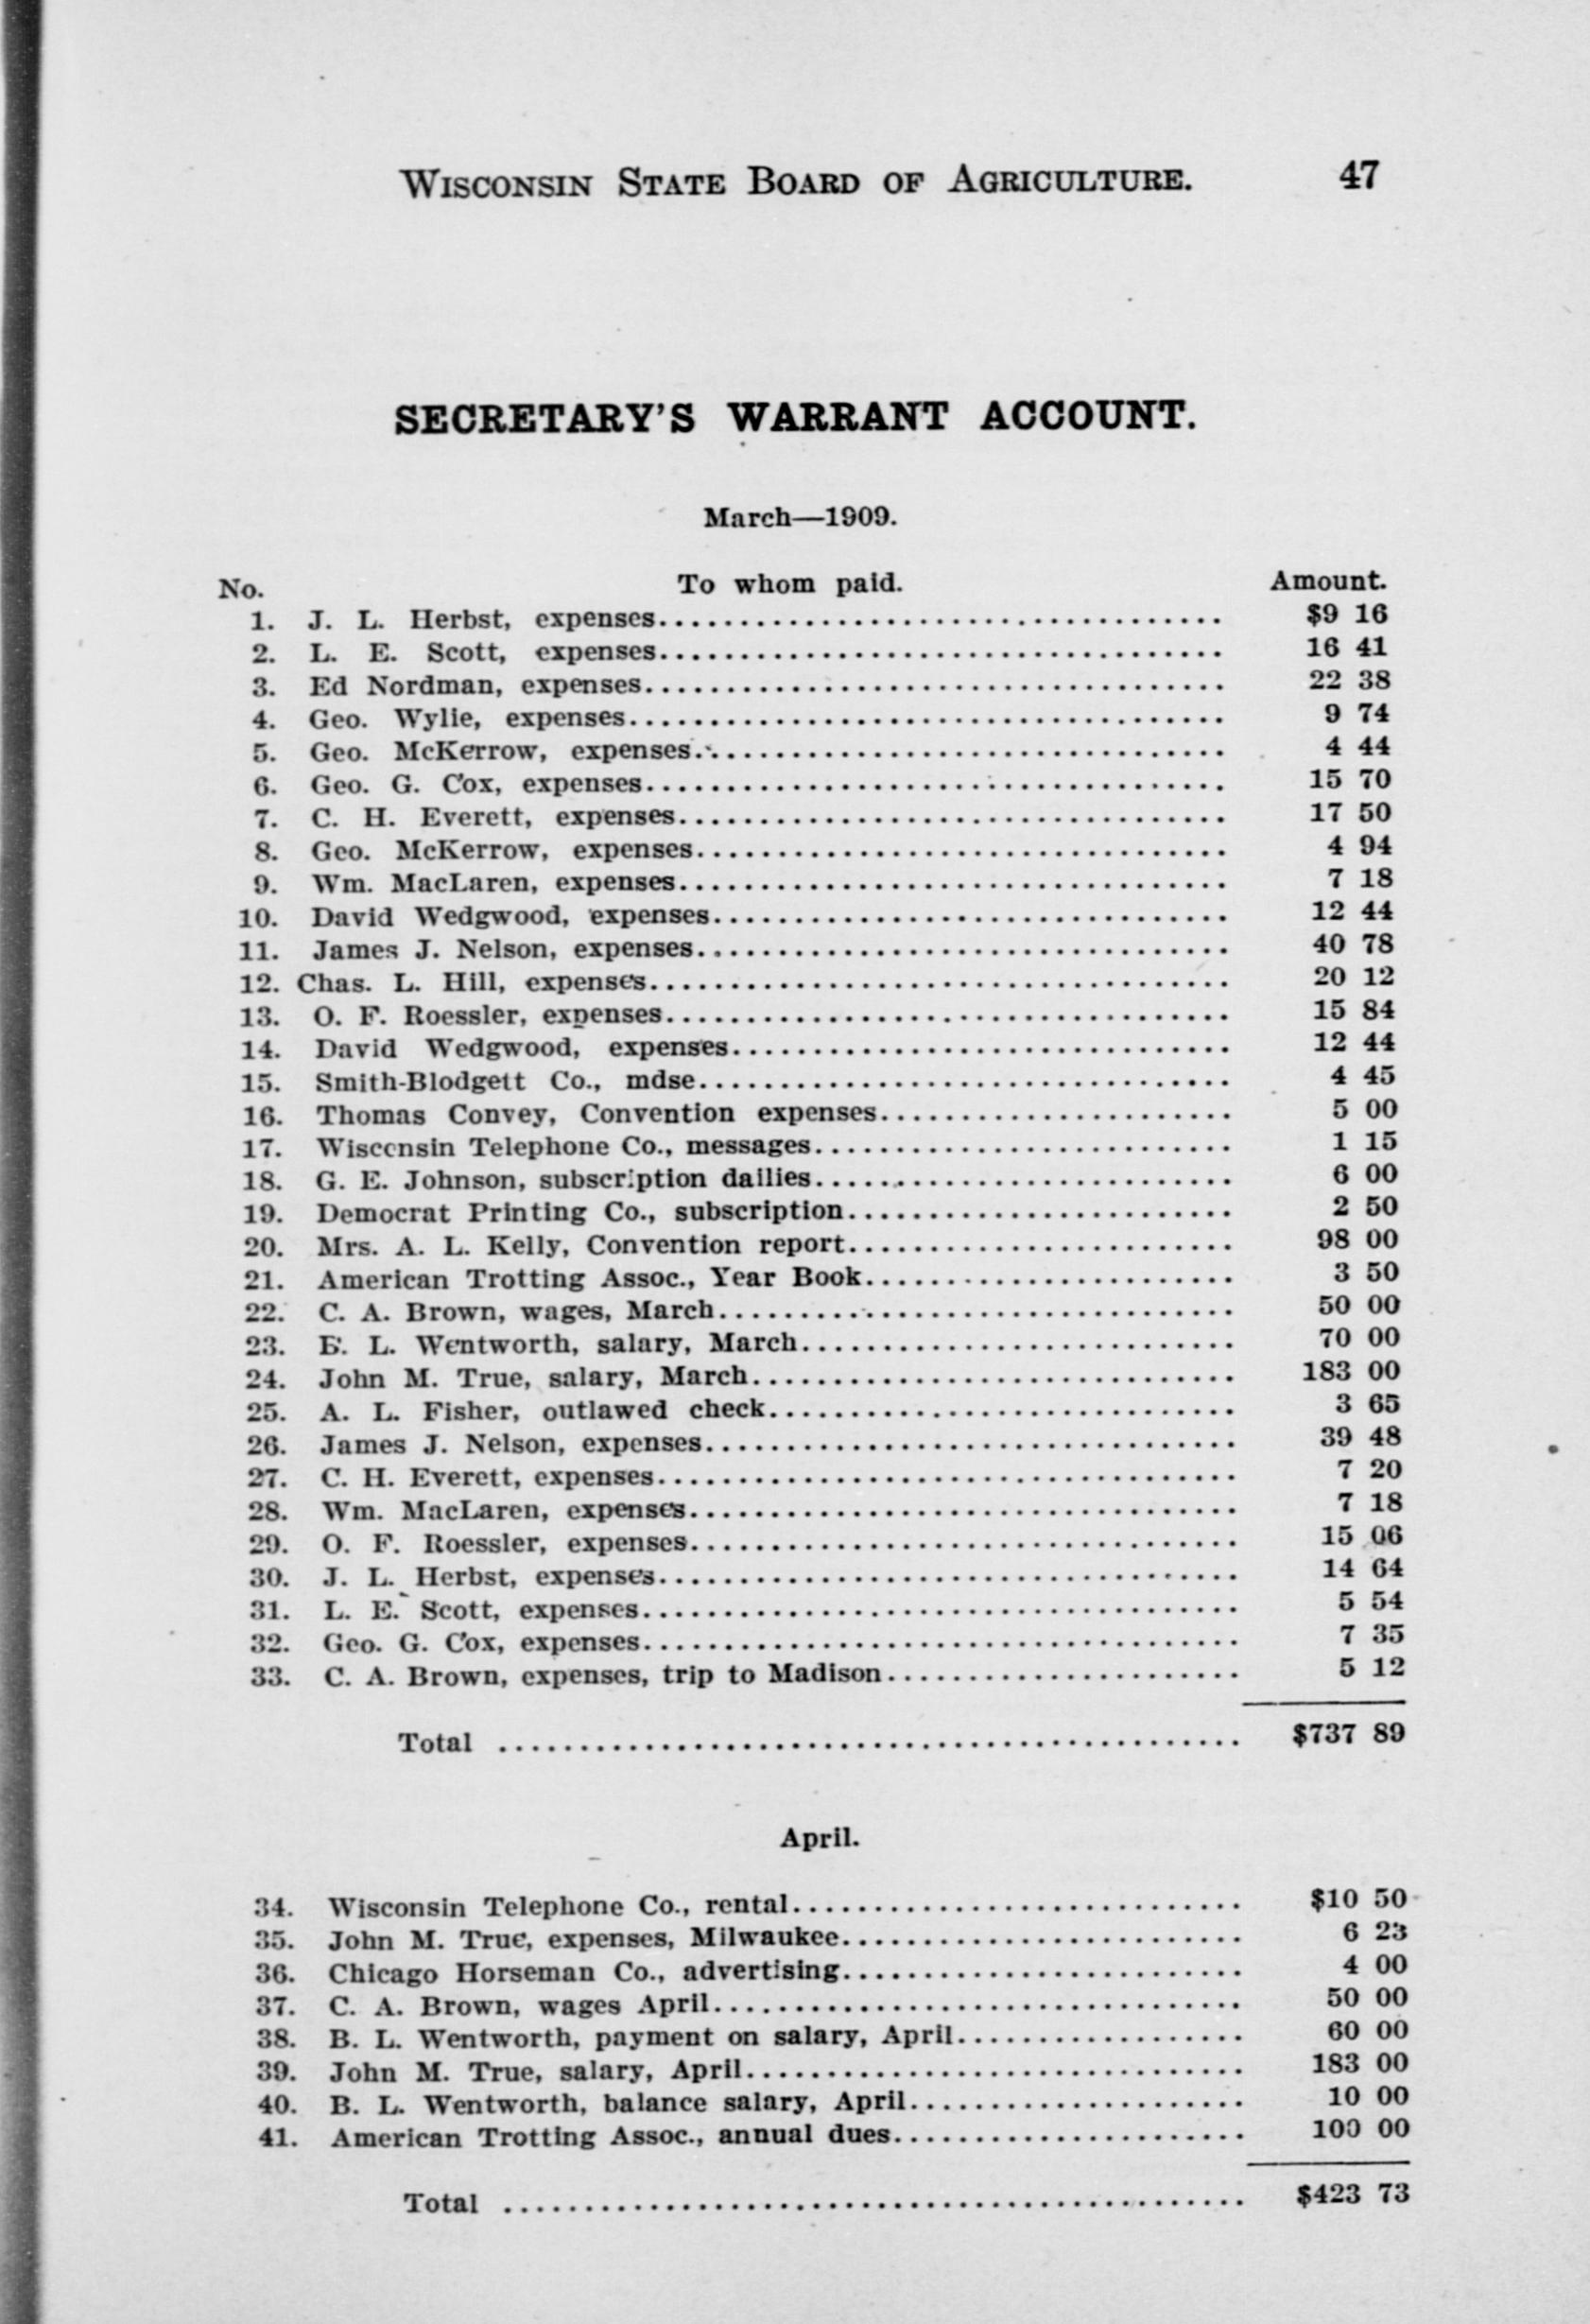 WISCONSIN STATE BOARD OF AGRICULTURE. 47
SECRETARY'S WARRANT ACCOUNT.
March—1909.
No. To whom paid. Amount.
1. J. L. Herbst, expenses.................................. $9 16
2. L. E. Scott, expenses.................................. 16 41
3. Ed Nordman, expenses.................................. 22 38
4. Geo. Wylie, expenses.................................. 9 74
5. Geo. McKerrow, expenses.................................. 4 44
6. Geo. G. Cox, expenses.................................. 15 70
7. C. H. Everett, expenses.................................. 17 50
8. Geo. McKerrow, expenses.................................. 4 94
9. Wm. MacLaren, expenses.................................. 7 18
10. David Wedgwood, expenses.................................. 12 44
11. James J. Nelson, expenses.................................. 40 78
12. Chas. L. Hill, expenses.................................. 20 12
13. O. F. Roessler, expenses.................................. 15 84
14. David Wedgwood, expenses.................................. 12 44
15. Smith-Blodgett Co., mdse.................................. 4 45
16. Thomas Convey, Convention expenses...................... 5 00
17. Wisconsin Telephone Co., messages.......................... 1 15
18. G. E. Johnson, subscription dailies.......................... 6 00
19. Democrat Printing Co., subscription........................ 2 50
20. Mrs. A. L. Kelly, Convention report........................ 98 00
21. American Trotting Assoc., Year Book....................... 3 50
22. C. A. Brown, wages, March................................ 50 00
23. B. L. Wentworth, salary, March........................... 70 00
24. John M. True, salary, March.............................. 183 00
25. A. L. Fisher, outlawed check............................. 3 65
26. James J. Nelson, expenses................................. 39 48
27. C. H. Everett, expenses.................................. 7 20
28. Wm. MacLaren, expenses.................................. 7 18
29. O. F. Roessler, expenses.................................. 15 06
30. J. L. Herbst, expenses.................................. 14 64
31. L. E. Scott, expenses.................................. 5 54
32. Geo. G. Cox, expenses.................................. 7 35
33. C. A. Brown, expenses, trip to Madison...................... 5 12
Total .............................................. $737 89
April.
34. Wisconsin Telephone Co., rental............................ $10 50
35. John M. True, expenses, Milwaukee......................... 6 23
36. Chicago Horseman Co., advertising......................... 4 00
37. C. A. Brown, wages April................................. 50 00
38. B. L. Wentworth, payment on salary, April.................. 60 00
39. John M. True, salary, April............................... 183 00
40. B. L. Wentworth, balance salary, April..................... 10 00
41. American Trotting Assoc., annual dues...................... 100 00
Total .............................................. $423 73